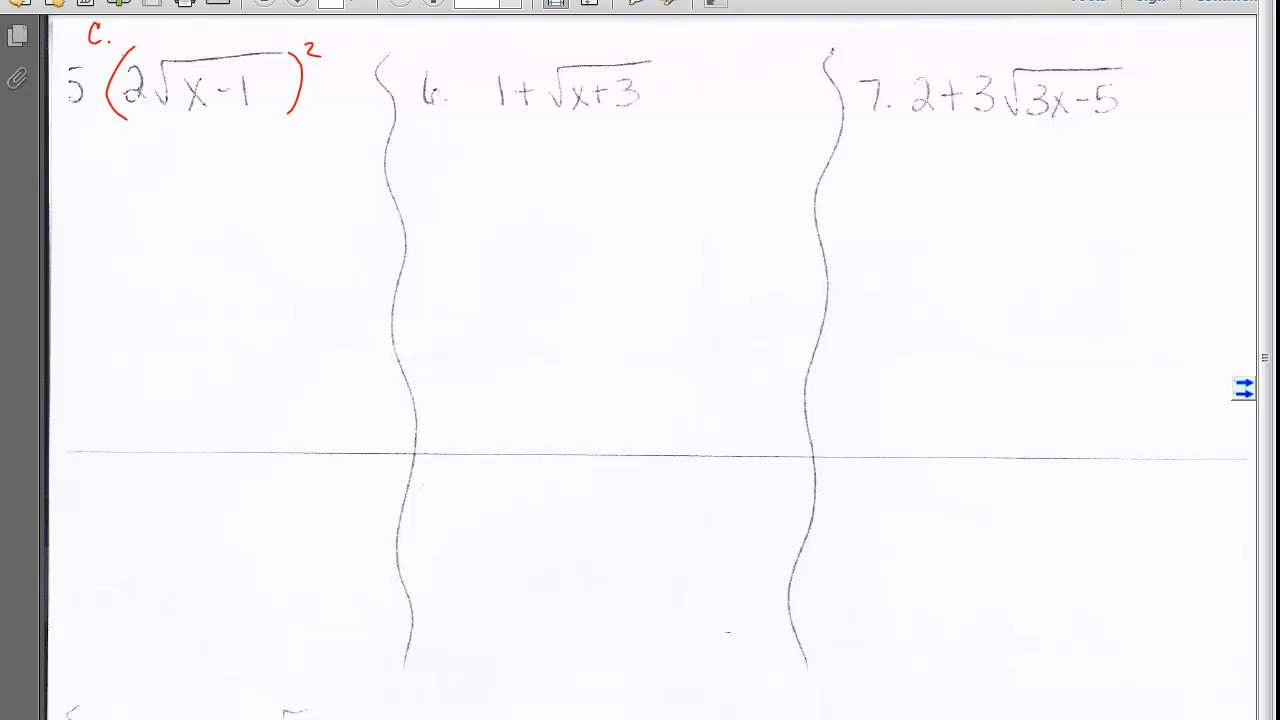 C.
5 (2√(x-1))²
6. 1+√(x+3)
7. 2+3√(3x-5)